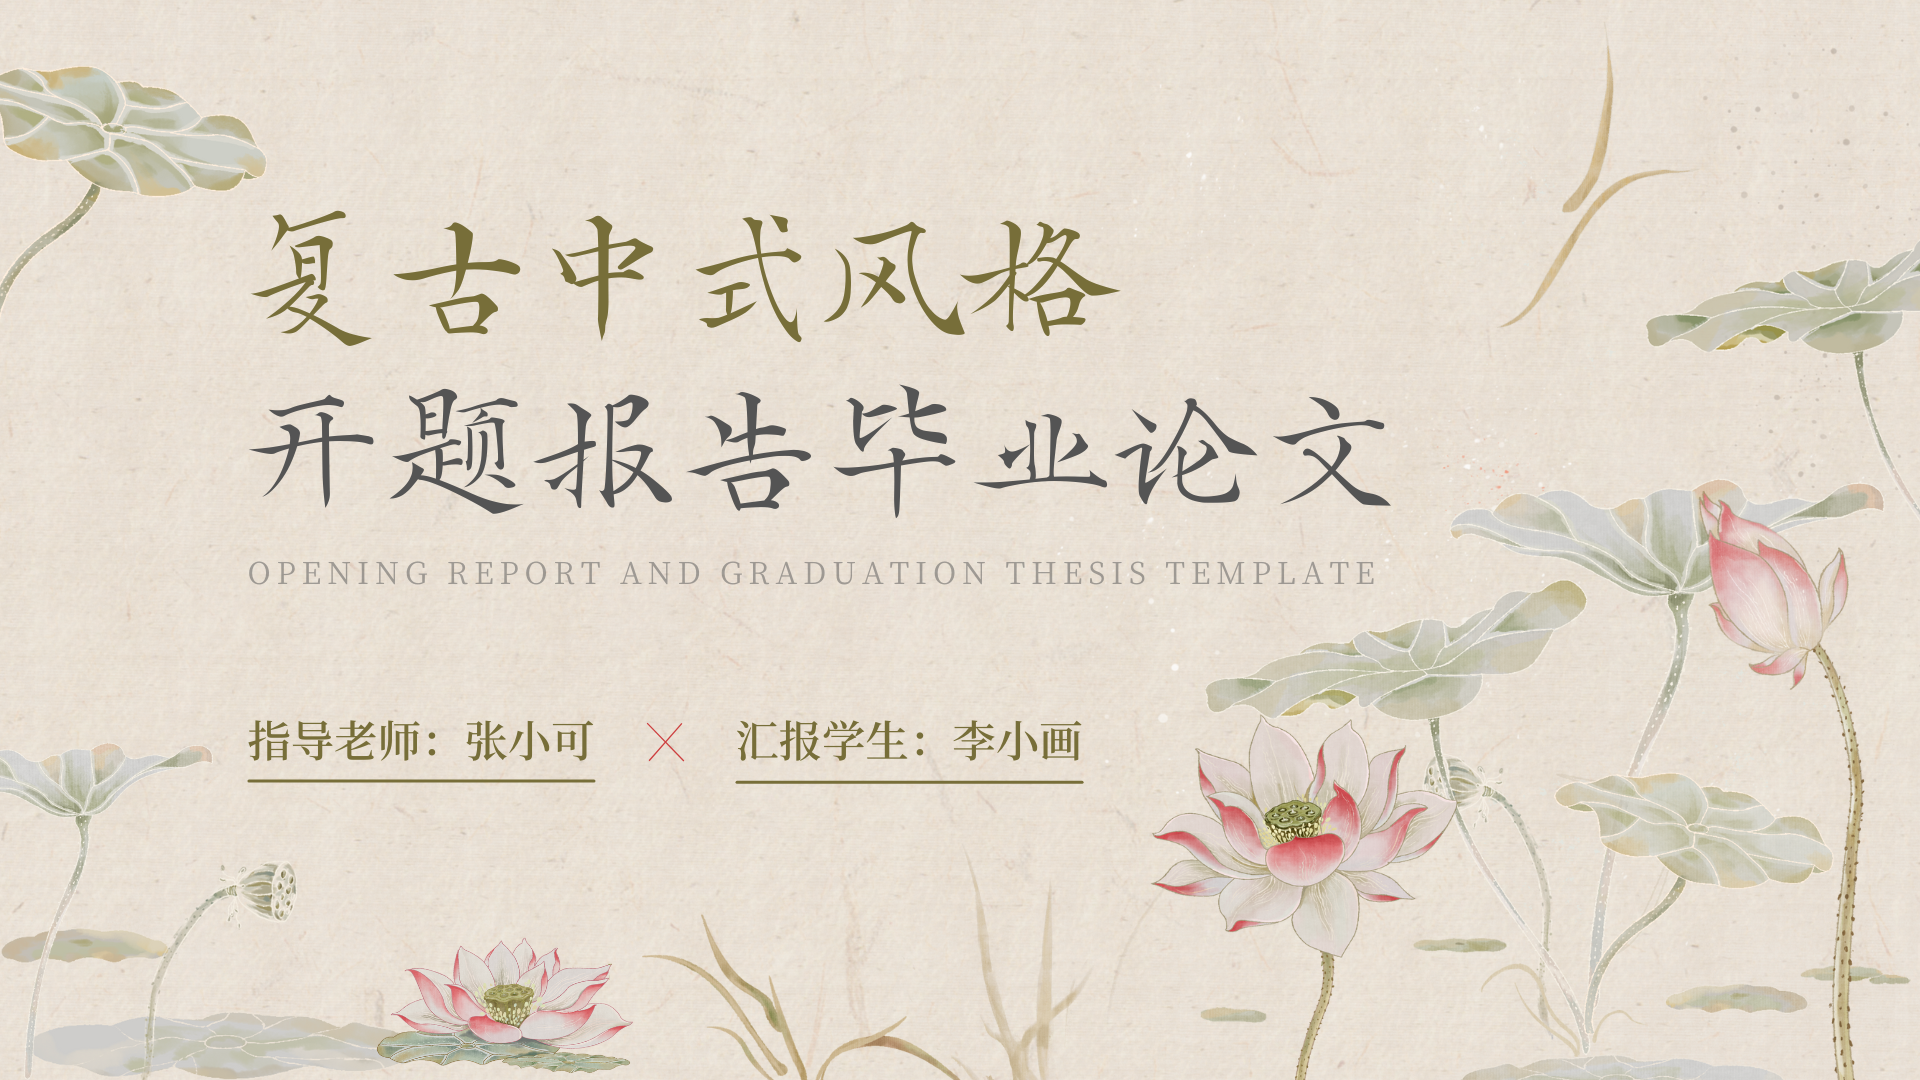 复古中式风格
开题报告毕业论文
OPENING REPORT AND GRADUATION THESIS TEMPLATE
指导老师：张小可 汇报学生：李小画